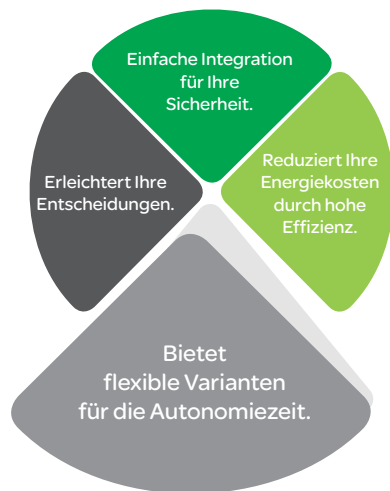 Einfache Integration
für Ihre
Sicherheit.
Erleichtert Ihre
Entscheidungen.
Reduziert Ihre
Energiekosten
durch hohe
Effizienz.
Bietet
flexible Varianten
für die Autonomiezeit.